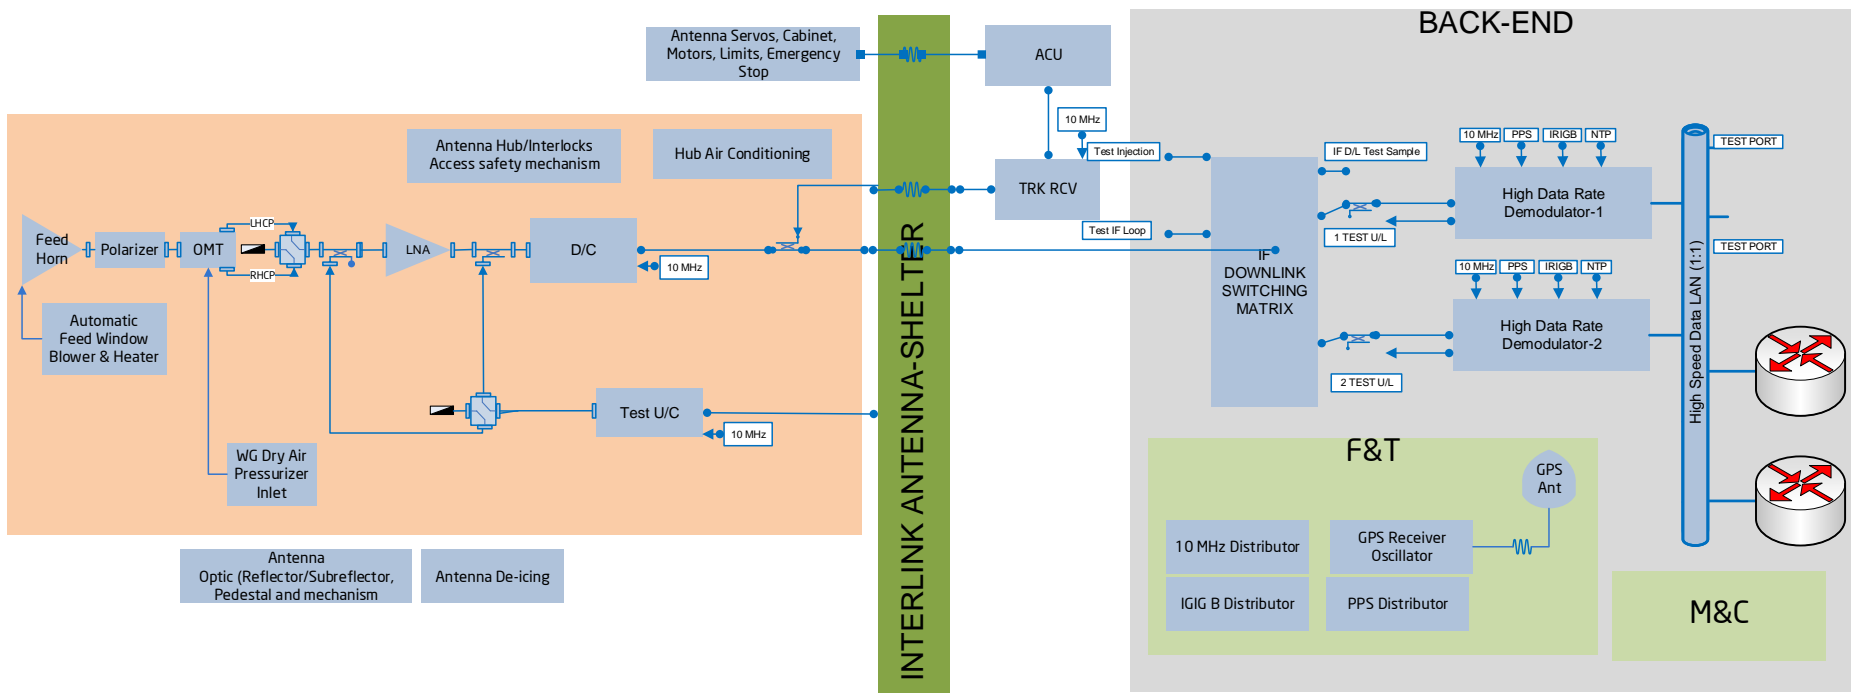 BACK-END
Antenna Servos, Cabinet,
Motors, Limits, Emergency
Stop
ACU
INTERLINK ANTENNA-SHELTER
Antenna Hub/Interlocks
Access safety mechanism
Hub Air Conditioning
10 MHz
TRK RCV
Test Injection
Test IF Loop
IF
DOWNLINK
SWITCHING
MATRIX
IF D/L Test Sample
1 TEST U/L
2 TEST U/L
10 MHz
PPS
IRIGB
NTP
High Data Rate
Demodulator-1
10 MHz
PPS
IRIGB
NTP
High Data Rate
Demodulator-2
High Speed Data LAN (1:1)
TEST PORT
TEST PORT
Feed
Horn
Polarizer
OMT
LHCP
RHCP
LNA
D/C
10 MHz
Automatic
Feed Window
Blower & Heater
WG Dry Air
Pressurizer
Inlet
Test U/C
10 MHz
Antenna
Optic (Reflector/Subreflector,
Pedestal and mechanism
Antenna De-icing
F&T
GPS
Ant
10 MHz Distributor
GPS Receiver
Oscillator
IGIG B Distributor
PPS Distributor
M&C